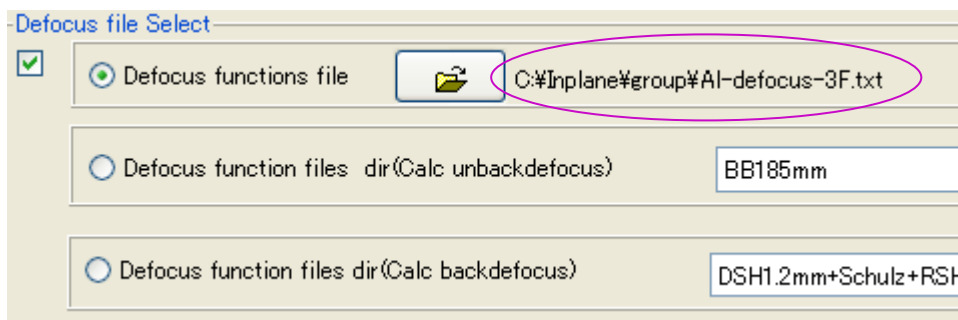 Defocus file Select
Defocus functions file C:¥Inplane¥group¥Al-defocus-3F.txt
Defocus function files dir(Calc unbackdefocus) BB185mm
Defocus function files dir(Calc backdefocus) DSH1.2mm+Schulz+RSH